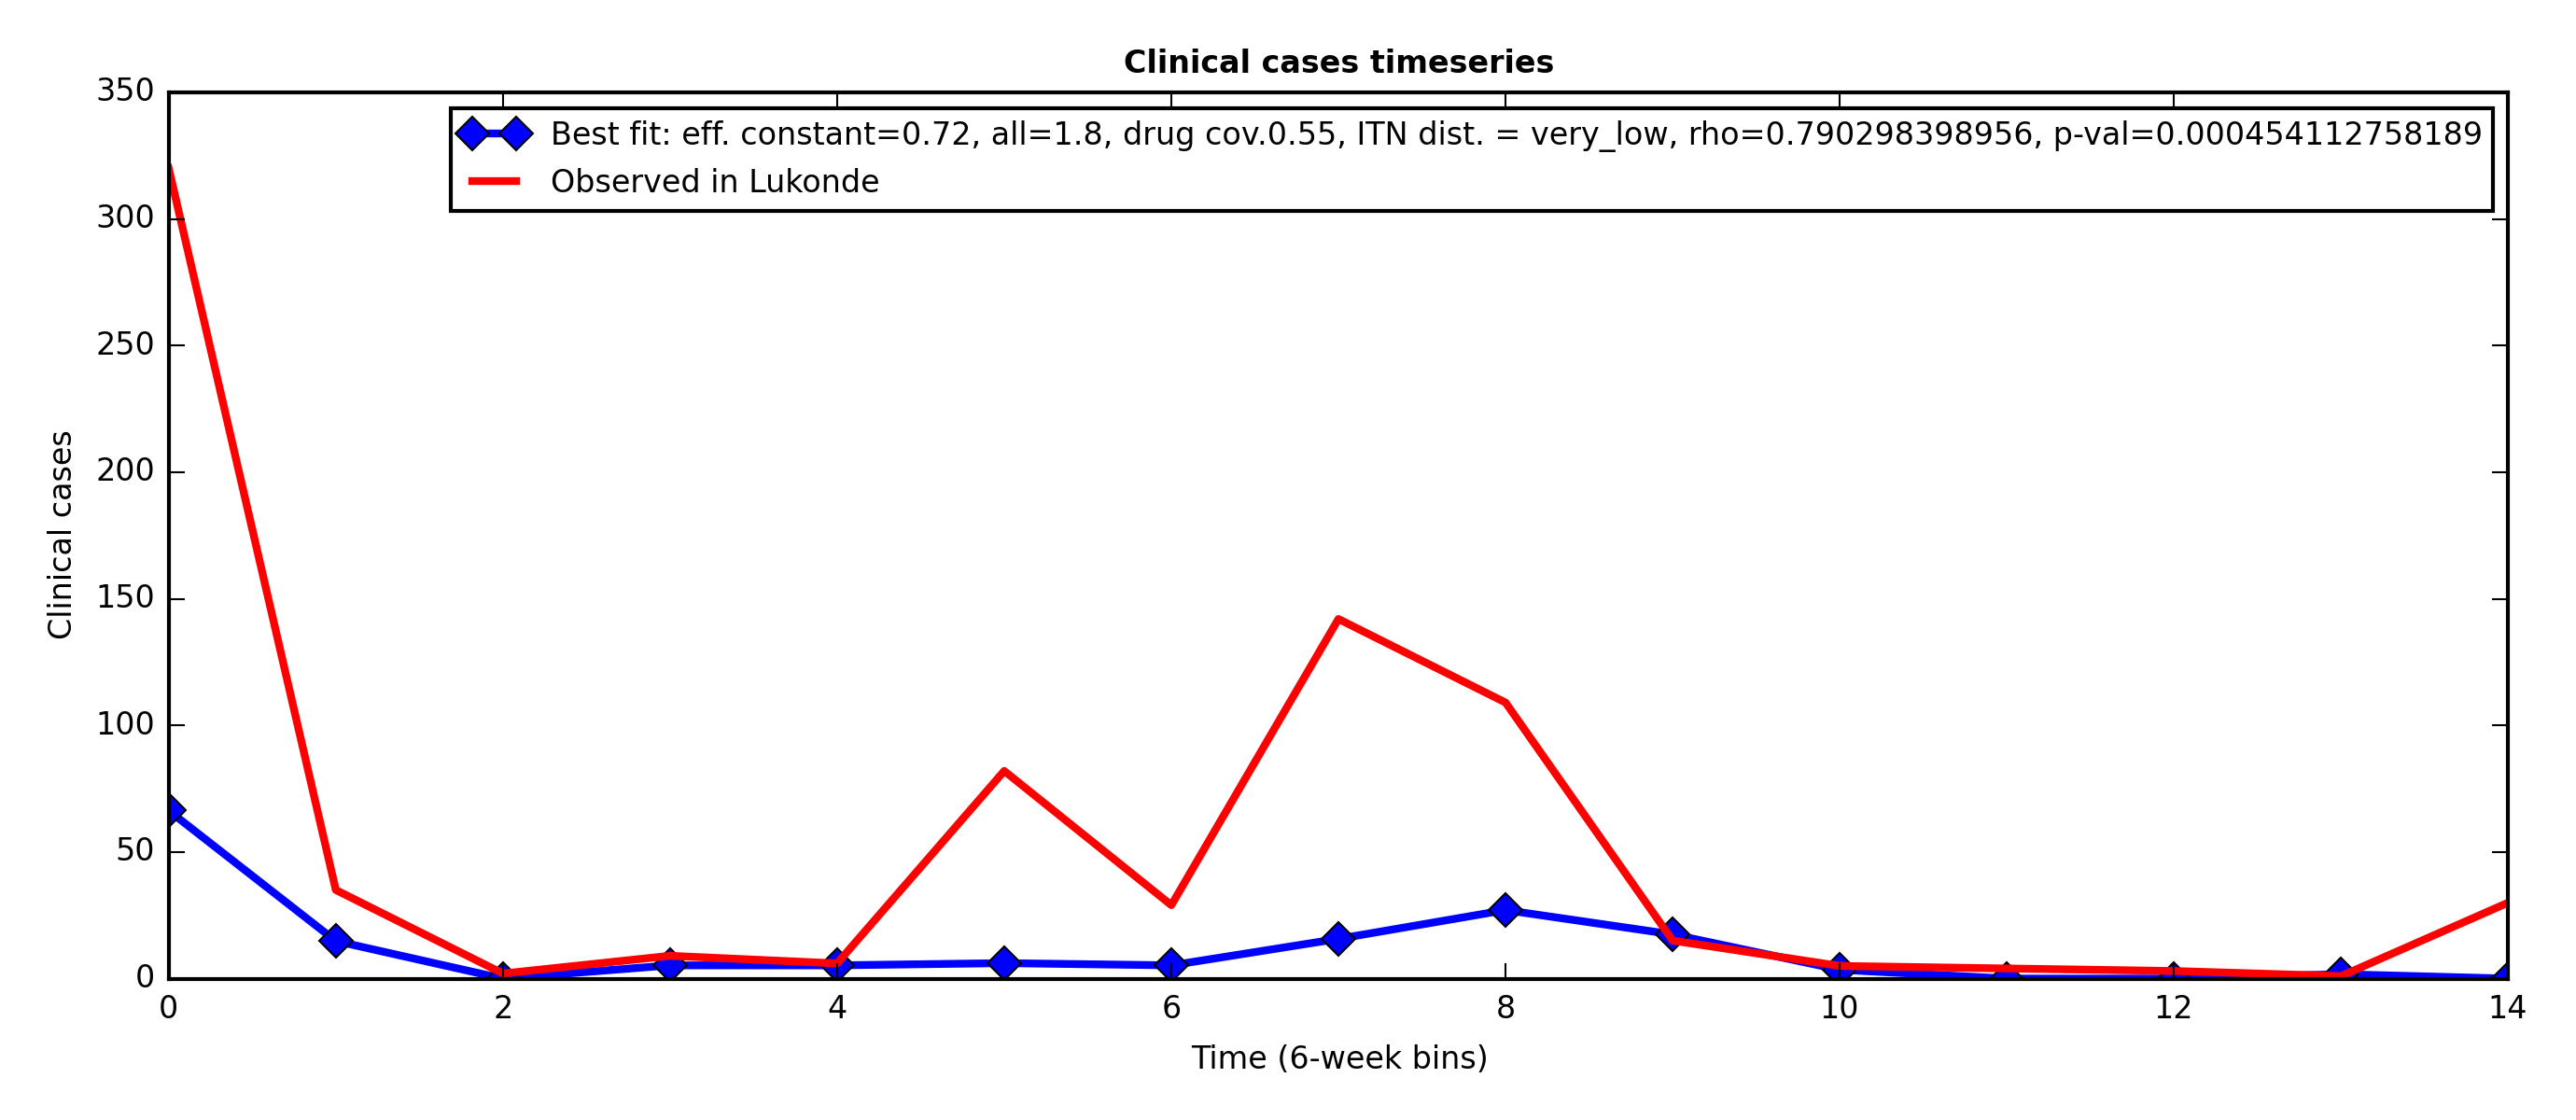 Clinical cases timeseries
350
300
250
200
150
100
50
0
Clinical cases
Best fit: eff. constant=0.72, all=1.8, drug cov.0.55, ITN dist. = very_low, rho=0.790298398956, p-val=0.000454112758189
Observed in Lukonde
0 2 4 6 8 10 12 14
Time (6-week bins)